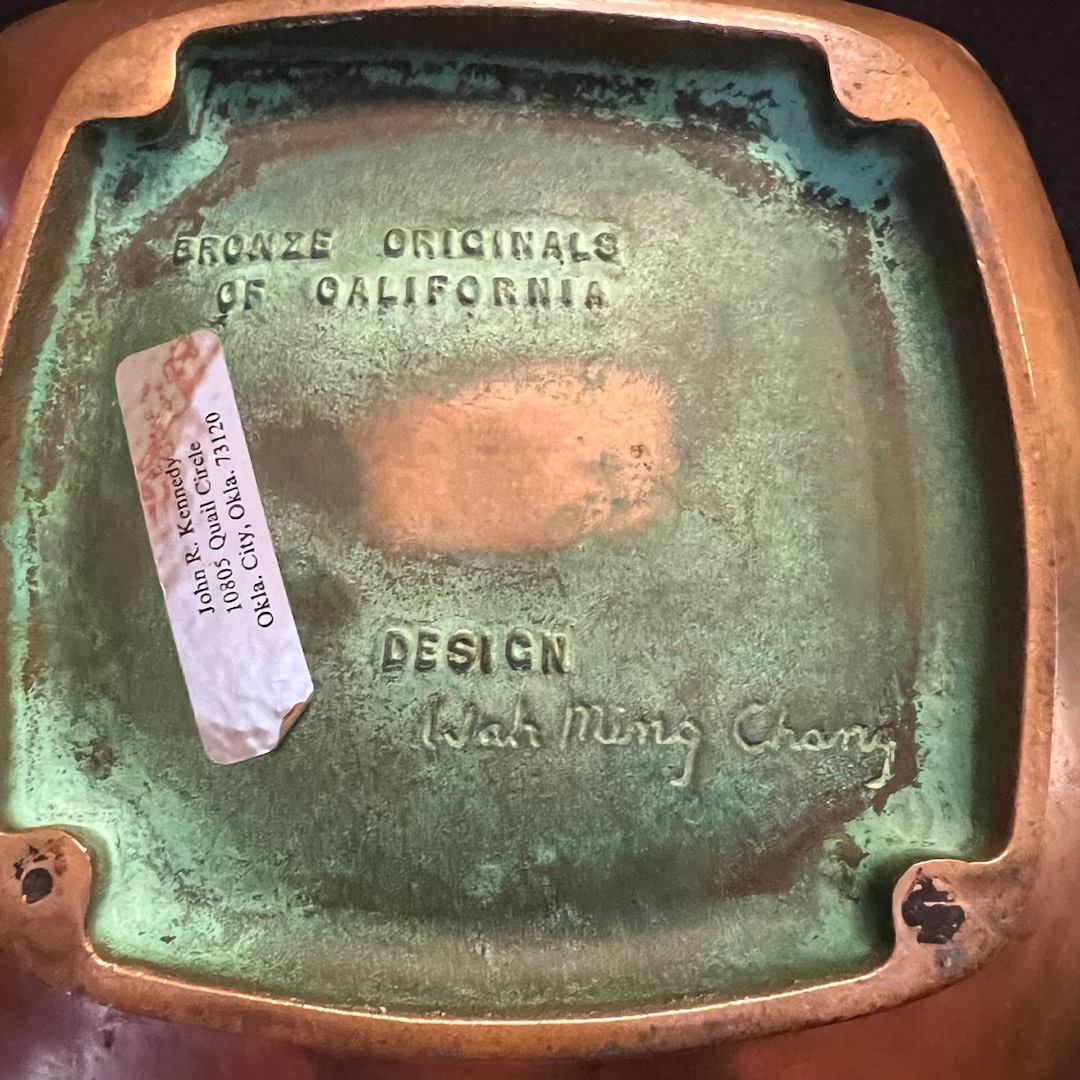 BRONZE ORIGINALS
OF CALIFORNIA
John R. Kennedy
10805 Quail Circle
Okla. City, Okla. 73120
DESIGN
Wah Ming Chang